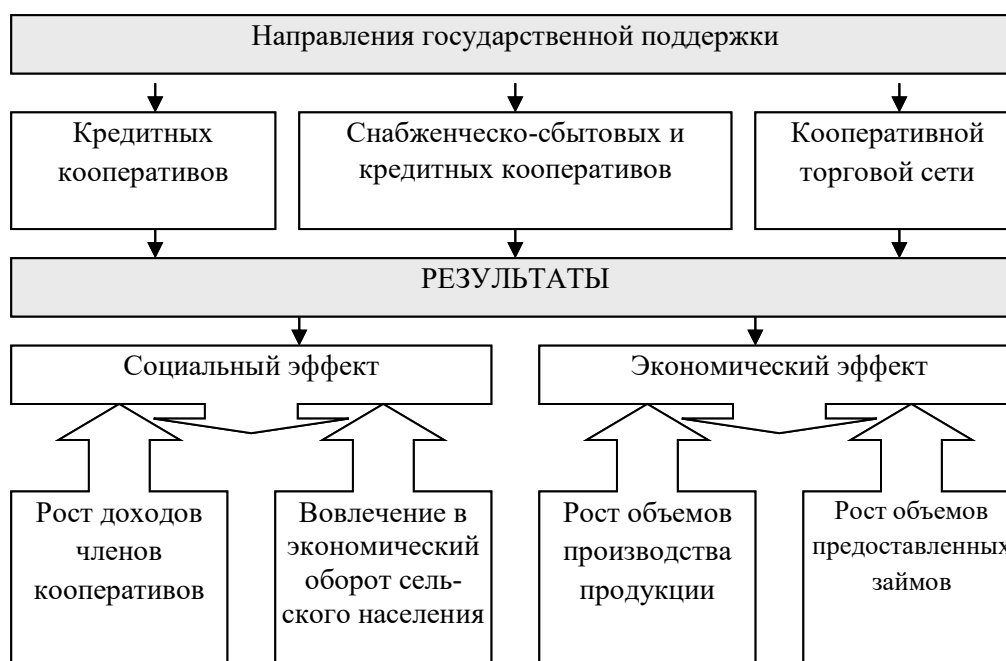 Направления государственной поддержки
Кредитных
кооперативов
Снабженческо-сбытовых и
кредитных кооперативов
Кооперативной
торговой сети
РЕЗУЛЬТАТЫ
Социальный эффект
Экономический эффект
Рост доходов
членов
кооперативов
Вовлечение в
экономический
оборот сель-
ского населения
Рост объемов
производства
продукции
Рост объемов
предоставленных
займов